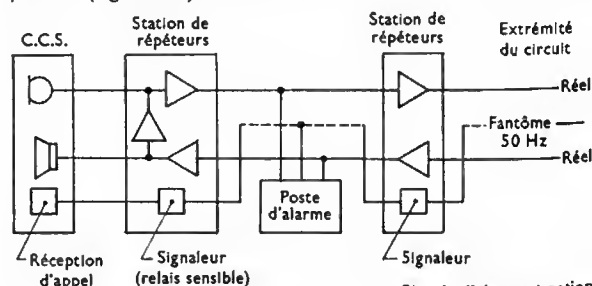 C.C.S.
Station de
répéteurs
Station de
répéteurs
Extrémité
du circuit
Réel
Fantôme
50 Hz
Réel
Poste
d'alarme
Réception
d'appel
Signaleur
(relais sensible)
Signaleur